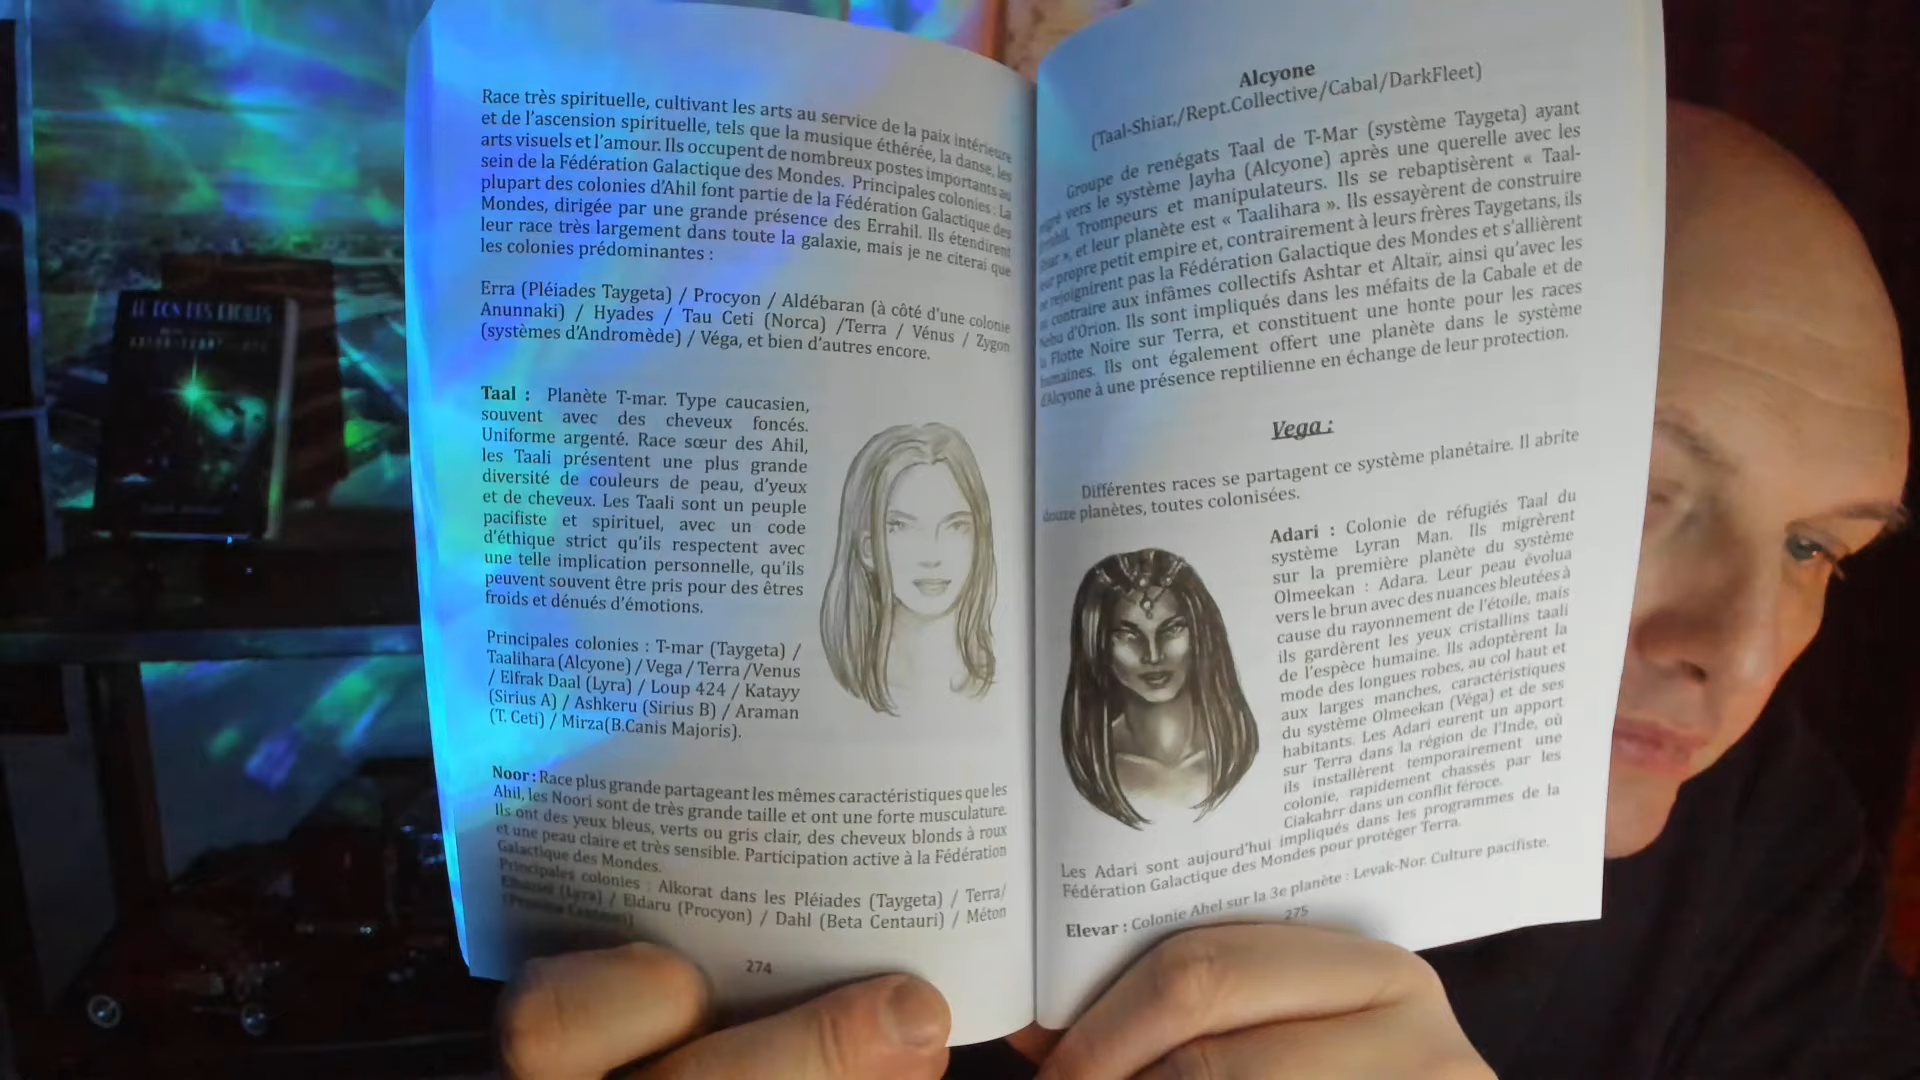 LE DON DES ETOILES
Race très spirituelle, cultivant les arts au service de la paix intérieure
et de l'ascension spirituelle, tels que la musique éthérée, la danse, les
arts visuels et l'amour. Ils occupent de nombreux postes importants au
sein de la Fédération Galactique des Mondes. Principales colonies : La
plupart des colonies d'Ahil font partie de la Fédération Galactique des
Mondes, dirigée par une grande présence des Errahil. Ils étendirent
leur race très largement dans toute la galaxie, mais je ne citerai que
les colonies prédominantes :
Erra (Pléiades Taygeta) / Procyon / Aldébaran (à côté d'une colonie
Anunnaki) / Hyades / Tau Ceti (Norca) /Terra / Vénus / Zygon
(systèmes d'Andromède) / Véga, et bien d'autres encore.
Taal : Planète T-mar. Type caucasien,
souvent avec des cheveux foncés.
Uniforme argenté. Race sœur des Ahil,
les Taali présentent une plus grande
diversité de couleurs de peau, d'yeux
et de cheveux. Les Taali sont un peuple
pacifiste et spirituel, avec un code
d'éthique strict qu'ils respectent avec
une telle implication personnelle, qu'ils
peuvent souvent être pris pour des êtres
froids et dénués d'émotions.
Principales colonies : T-mar (Taygeta) /
Taalihara (Alcyone) / Vega / Terra /Venus
/ Elfrak Daal (Lyra) / Loup 424 / Katayy
(Sirius A) / Ashkeru (Sirius B) / Araman
(T. Ceti) / Mirza(B.Canis Majoris).
Noor : Race plus grande partageant les mêmes caractéristiques que les
Ahil, les Noori sont de très grande taille et ont une forte musculature.
Ils ont des yeux bleus, verts ou gris clair, des cheveux blonds à roux
et une peau claire et très sensible. Participation active à la Fédération
Galactique des Mondes.
Principales colonies : Alkorat dans les Pléiades (Taygeta) / Terra/
(Lyra) / Eldaru (Procyon) / Dahl (Beta Centauri) / Méton
(Proxima Centauri)
274
Alcyone
(Taal-Shiar,/Rept.Collective/Cabal/DarkFleet)
Groupe de renégats Taal de T-Mar (système Taygeta) ayant
migré vers le système Jayha (Alcyone) après une querelle avec les
Errahil. Trompeurs et manipulateurs. Ils se rebaptisèrent « Taal-
Shiar », et leur planète est « Taalihara ». Ils essayèrent de construire
leur propre petit empire et, contrairement à leurs frères Taygetans, ils
ne rejoignirent pas la Fédération Galactique des Mondes et s'allièrent
au contraire aux infâmes collectifs Ashtar et Altaïr, ainsi qu'avec les
Nebu d'Orion. Ils sont impliqués dans les méfaits de la Cabale et de
la Flotte Noire sur Terra, et constituent une honte pour les races
humaines. Ils ont également offert une planète dans le système
d'Alcyone à une présence reptilienne en échange de leur protection.
Vega :
Différentes races se partagent ce système planétaire. Il abrite
douze planètes, toutes colonisées.
Adari : Colonie de réfugiés Taal du
système Lyran Man. Ils migrèrent
sur la première planète du système
Olmeekan : Adara. Leur peau évolua
vers le brun avec des nuances bleutées à
cause du rayonnement de l'étoile, mais
ils gardèrent les yeux cristallins taali
de l'espèce humaine. Ils adoptèrent la
mode des longues robes, au col haut et
aux larges manches, caractéristiques
du système Olmeekan (Véga) et de ses
habitants. Les Adari eurent un apport
sur Terra dans la région de l'Inde, où
ils installèrent temporairement une
colonie, rapidement chassés par les
Ciakahrr dans un conflit féroce.
Les Adari sont aujourd'hui impliqués dans les programmes de la
Fédération Galactique des Mondes pour protéger Terra.
Elevar : Colonie Ahel sur la 3e planète : Levak-Nor. Culture pacifiste.
275